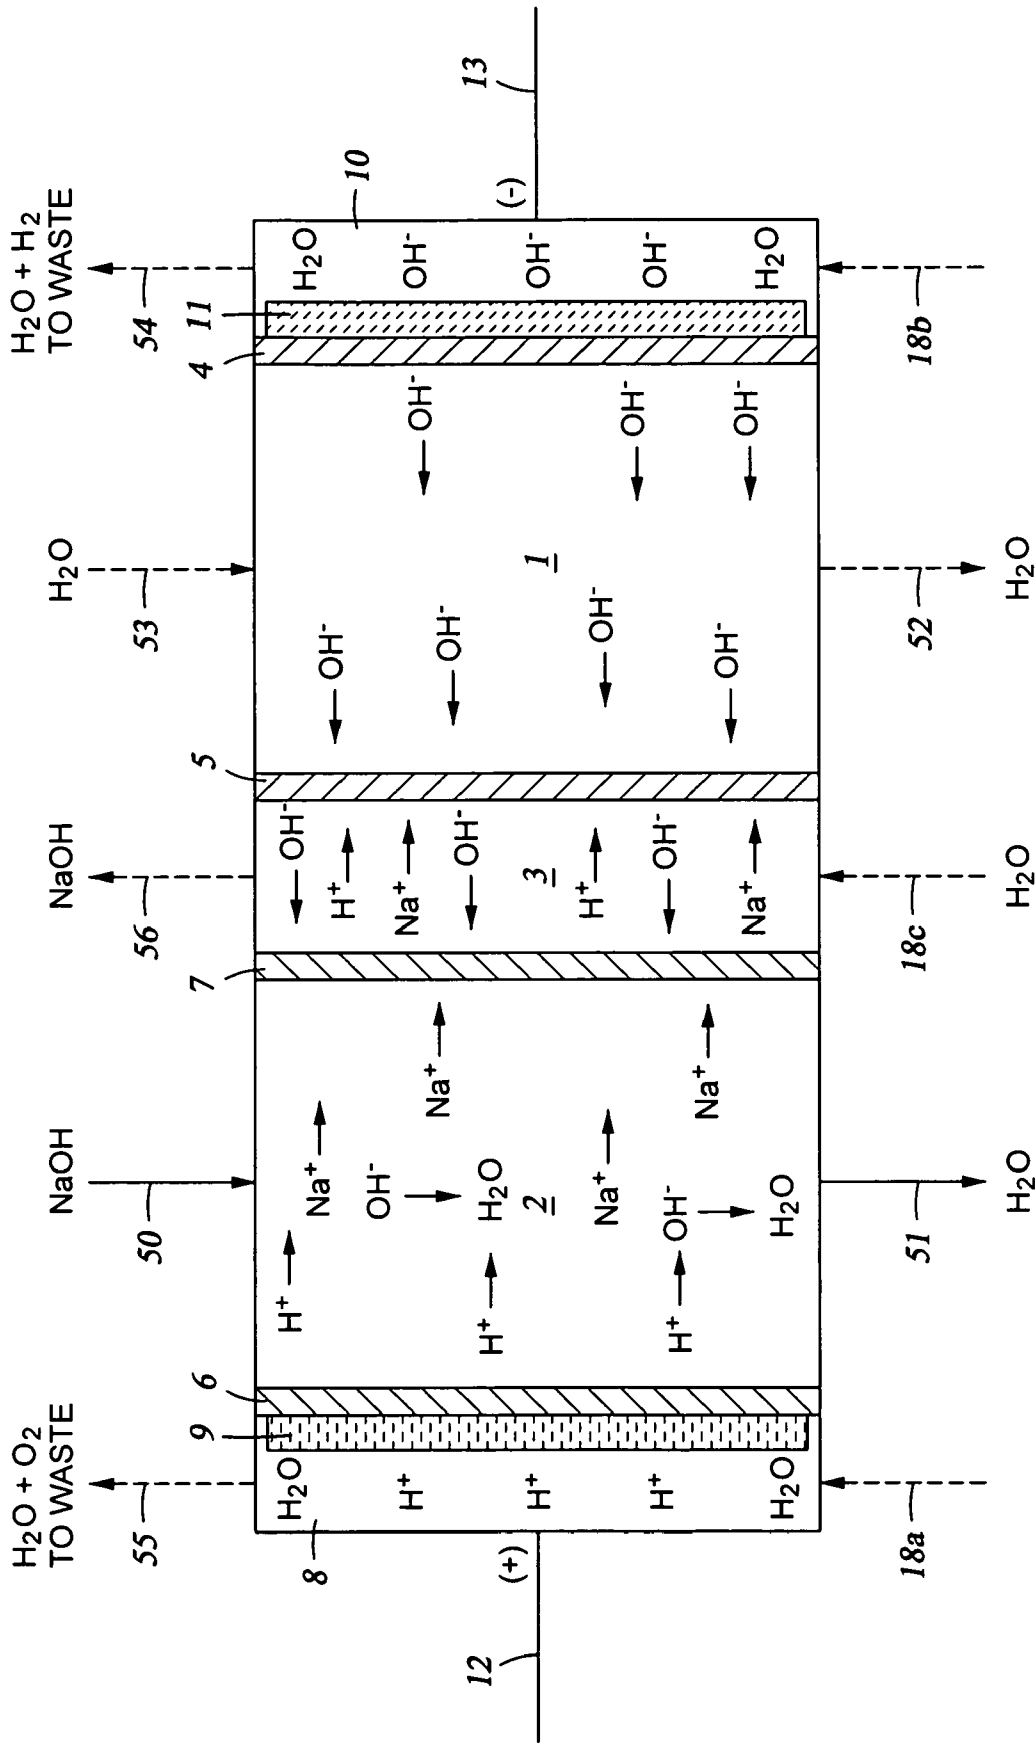 H₂O + O₂
TO WASTE
NaOH
NaOH
H₂O
H₂O + H₂
TO WASTE
55
50
56
53
54
8
9
6
7
5
4
11
10
H₂O
H⁺
H⁺
H⁺
H₂O
H⁺
Na⁺
OH⁻
H⁺
H₂O
2
Na⁺
H⁺
OH⁻
H₂O
Na⁺
Na⁺
OH⁻
H⁺
Na⁺
OH⁻
3
H⁺
OH⁻
Na⁺
OH⁻
OH⁻
OH⁻
OH⁻
1
OH⁻
OH⁻
OH⁻
H₂O
OH⁻
OH⁻
OH⁻
H₂O
12
(+)
(-)
13
18a
51
18c
52
18b
H₂O
H₂O
H₂O